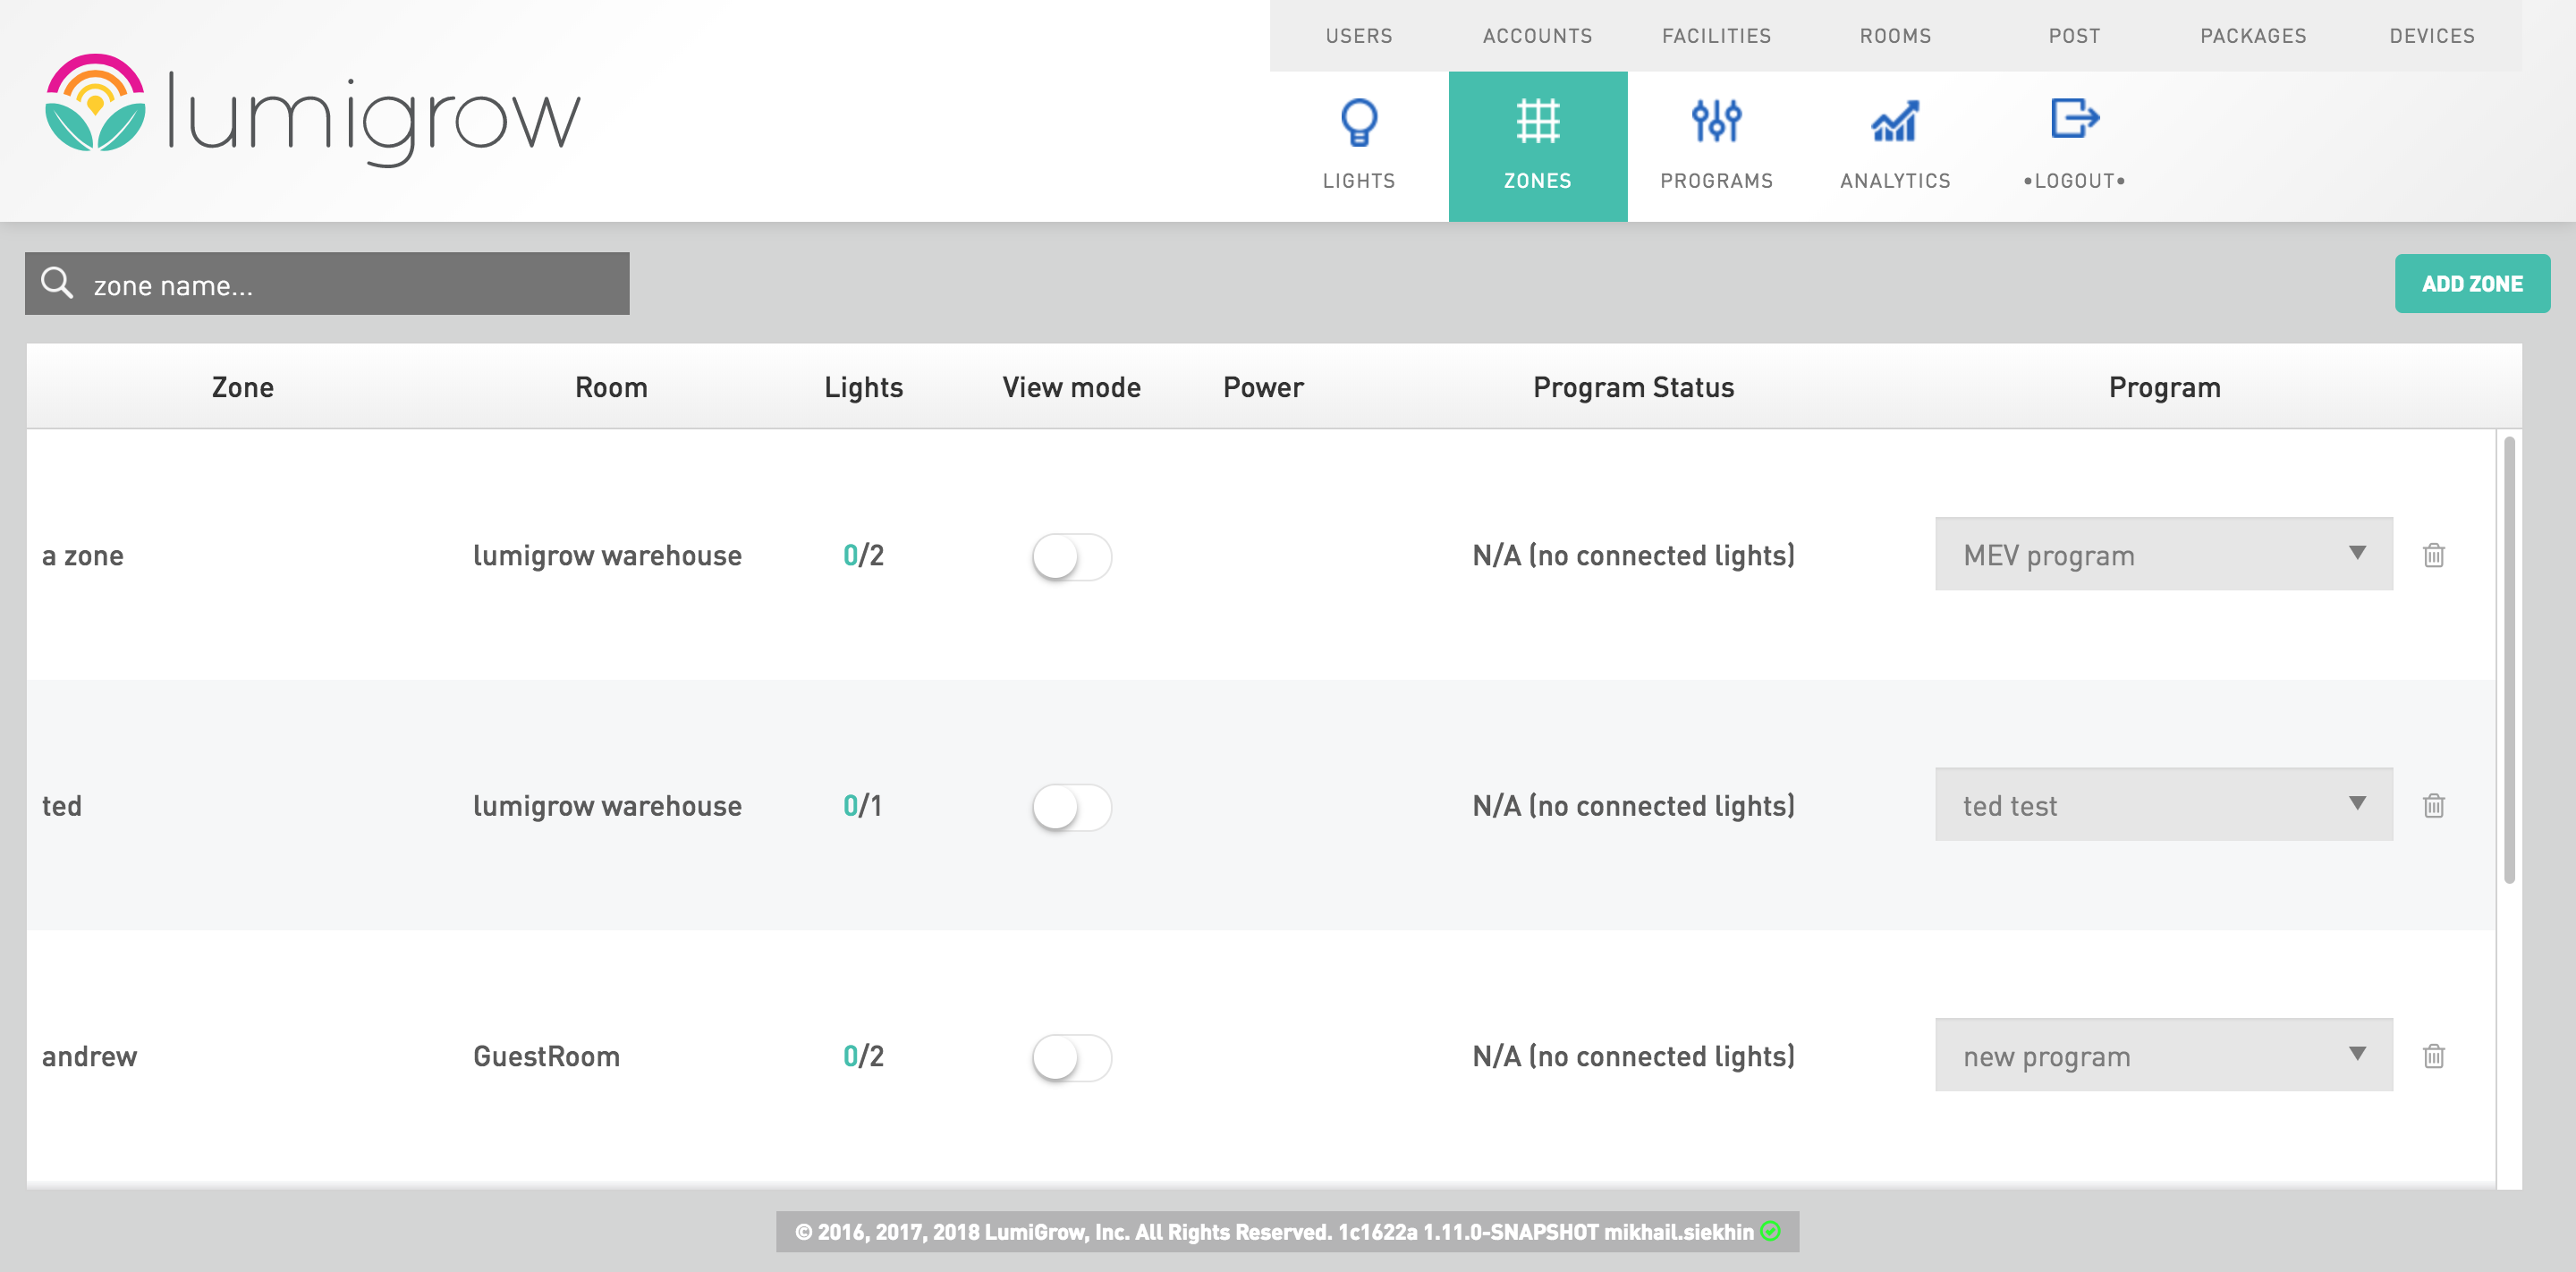 USERS ACCOUNTS FACILITIES ROOMS POST PACKAGES DEVICES
lumigrow
LIGHTS ZONES PROGRAMS ANALYTICS •LOGOUT•
zone name...
ADD ZONE
Zone Room Lights View mode Power Program Status Program
a zone lumigrow warehouse 0/2 N/A (no connected lights) MEV program
ted lumigrow warehouse 0/1 N/A (no connected lights) ted test
andrew GuestRoom 0/2 N/A (no connected lights) new program
© 2016, 2017, 2018 LumiGrow, Inc. All Rights Reserved. 1c1622a 1.11.0-SNAPSHOT mikhail.siekhin